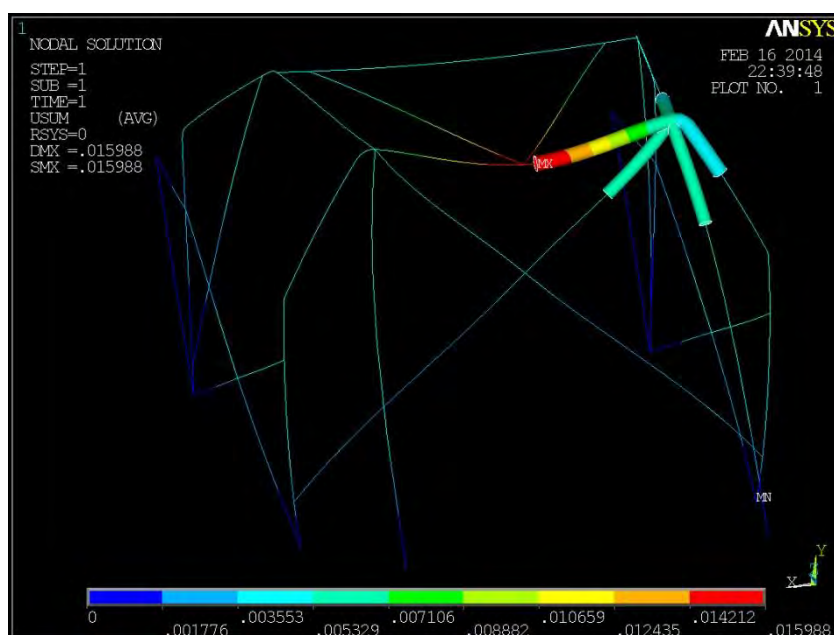 1
NODAL SOLUTION
STEP=1
SUB =1
TIME=1
USUM     (AVG)
RSYS=0
DMX =.015988
SMX =.015988
ANSYS
FEB 16 2014
22:39:48
PLOT NO.   1
MX
MN
Y
X
0 .003553 .007106 .010659 .014212
.001776 .005329 .008882 .012435 .015988